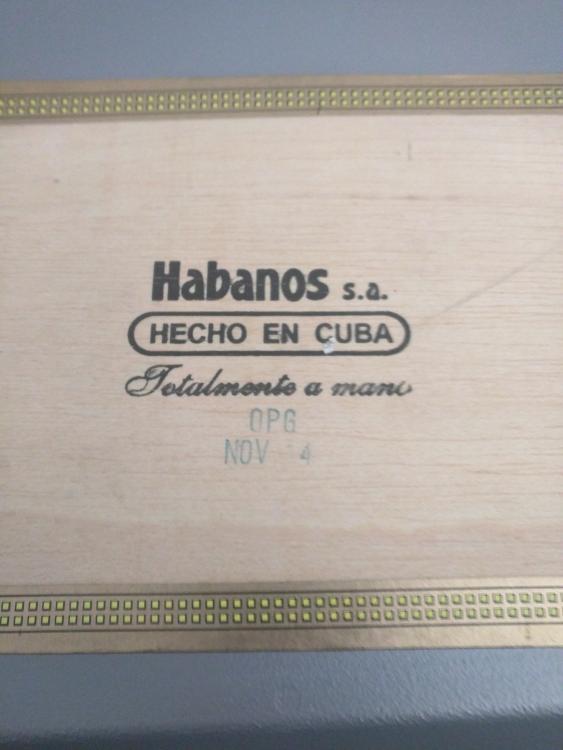 Habanos s.a.
HECHO EN CUBA
Totalmente a mano
OPG
NOV 4